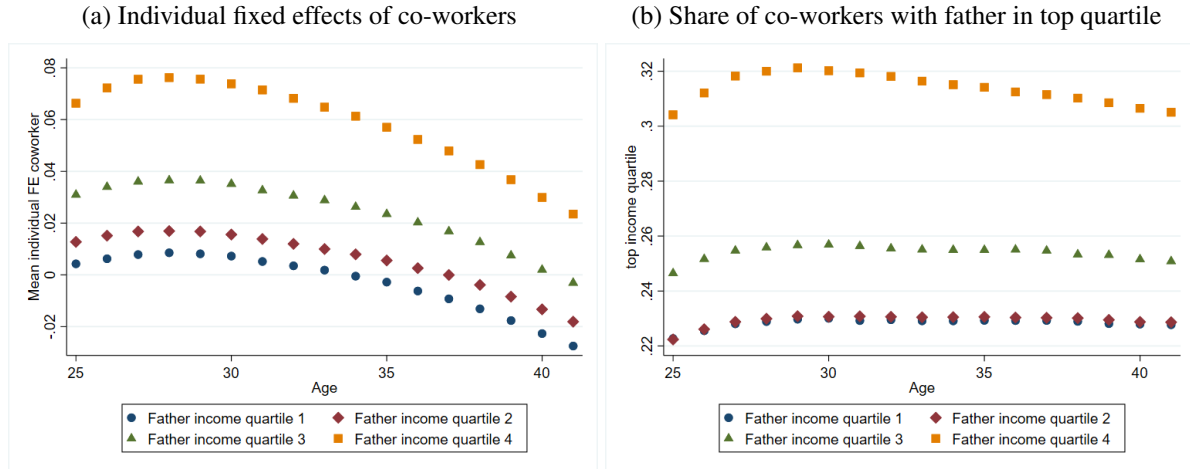 (a) Individual fixed effects of co-workers
Mean individual FE coworker
.08
.06
.04
.02
0
-.02
25
30
35
40
Age
Father income quartile 1
Father income quartile 2
Father income quartile 3
Father income quartile 4
(b) Share of co-workers with father in top quartile
top income quartile
.32
.3
.28
.26
.24
.22
25
30
35
40
Age
Father income quartile 1
Father income quartile 2
Father income quartile 3
Father income quartile 4